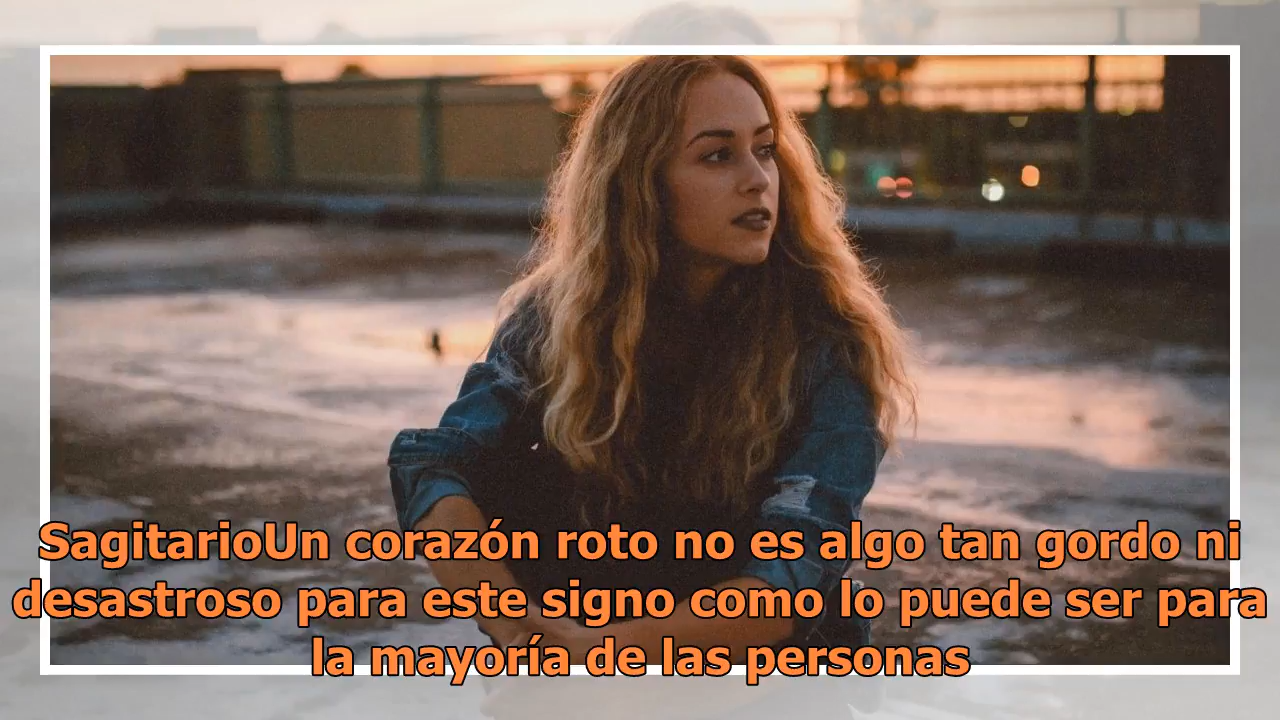 SagitarioUn corazón roto no es algo tan gordo ni
desastroso para este signo como lo puede ser para
la mayoría de las personas